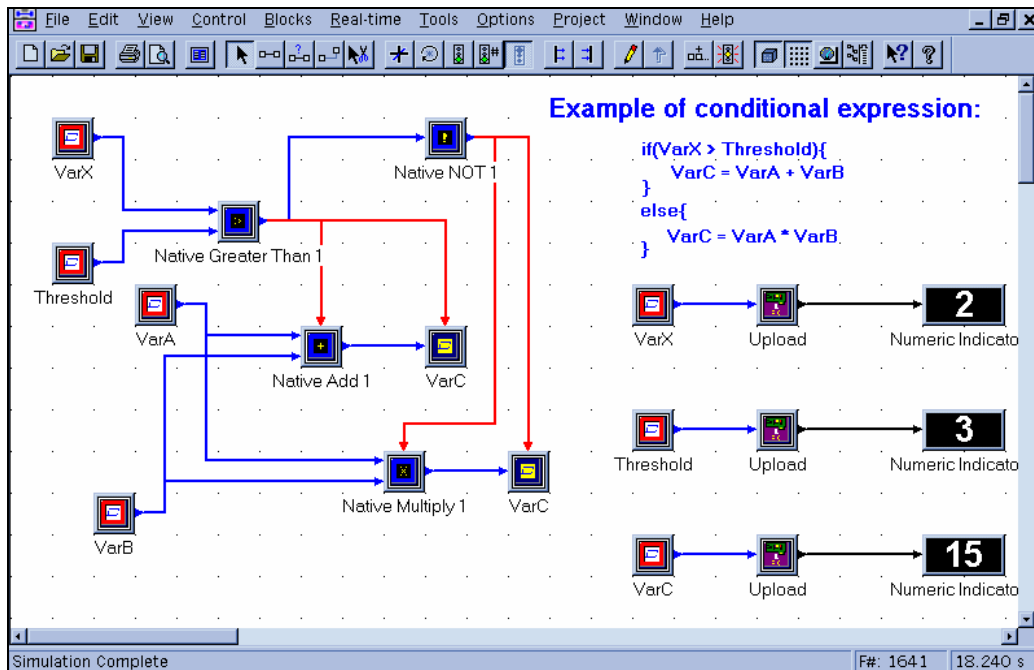 File Edit View Control Blocks Real-time Tools Options Project Window Help
Example of conditional expression:
if(VarX > Threshold){
VarC = VarA + VarB
}
else{
VarC = VarA * VarB
}
VarX
Native NOT 1
Native Greater Than 1
Threshold
VarA
Native Add 1
VarC
Native Multiply 1
VarC
VarB
2
VarX Upload Numeric Indicato
3
Threshold Upload Numeric Indicato
15
VarC Upload Numeric Indicato
Simulation Complete F#: 1641 18.240 s